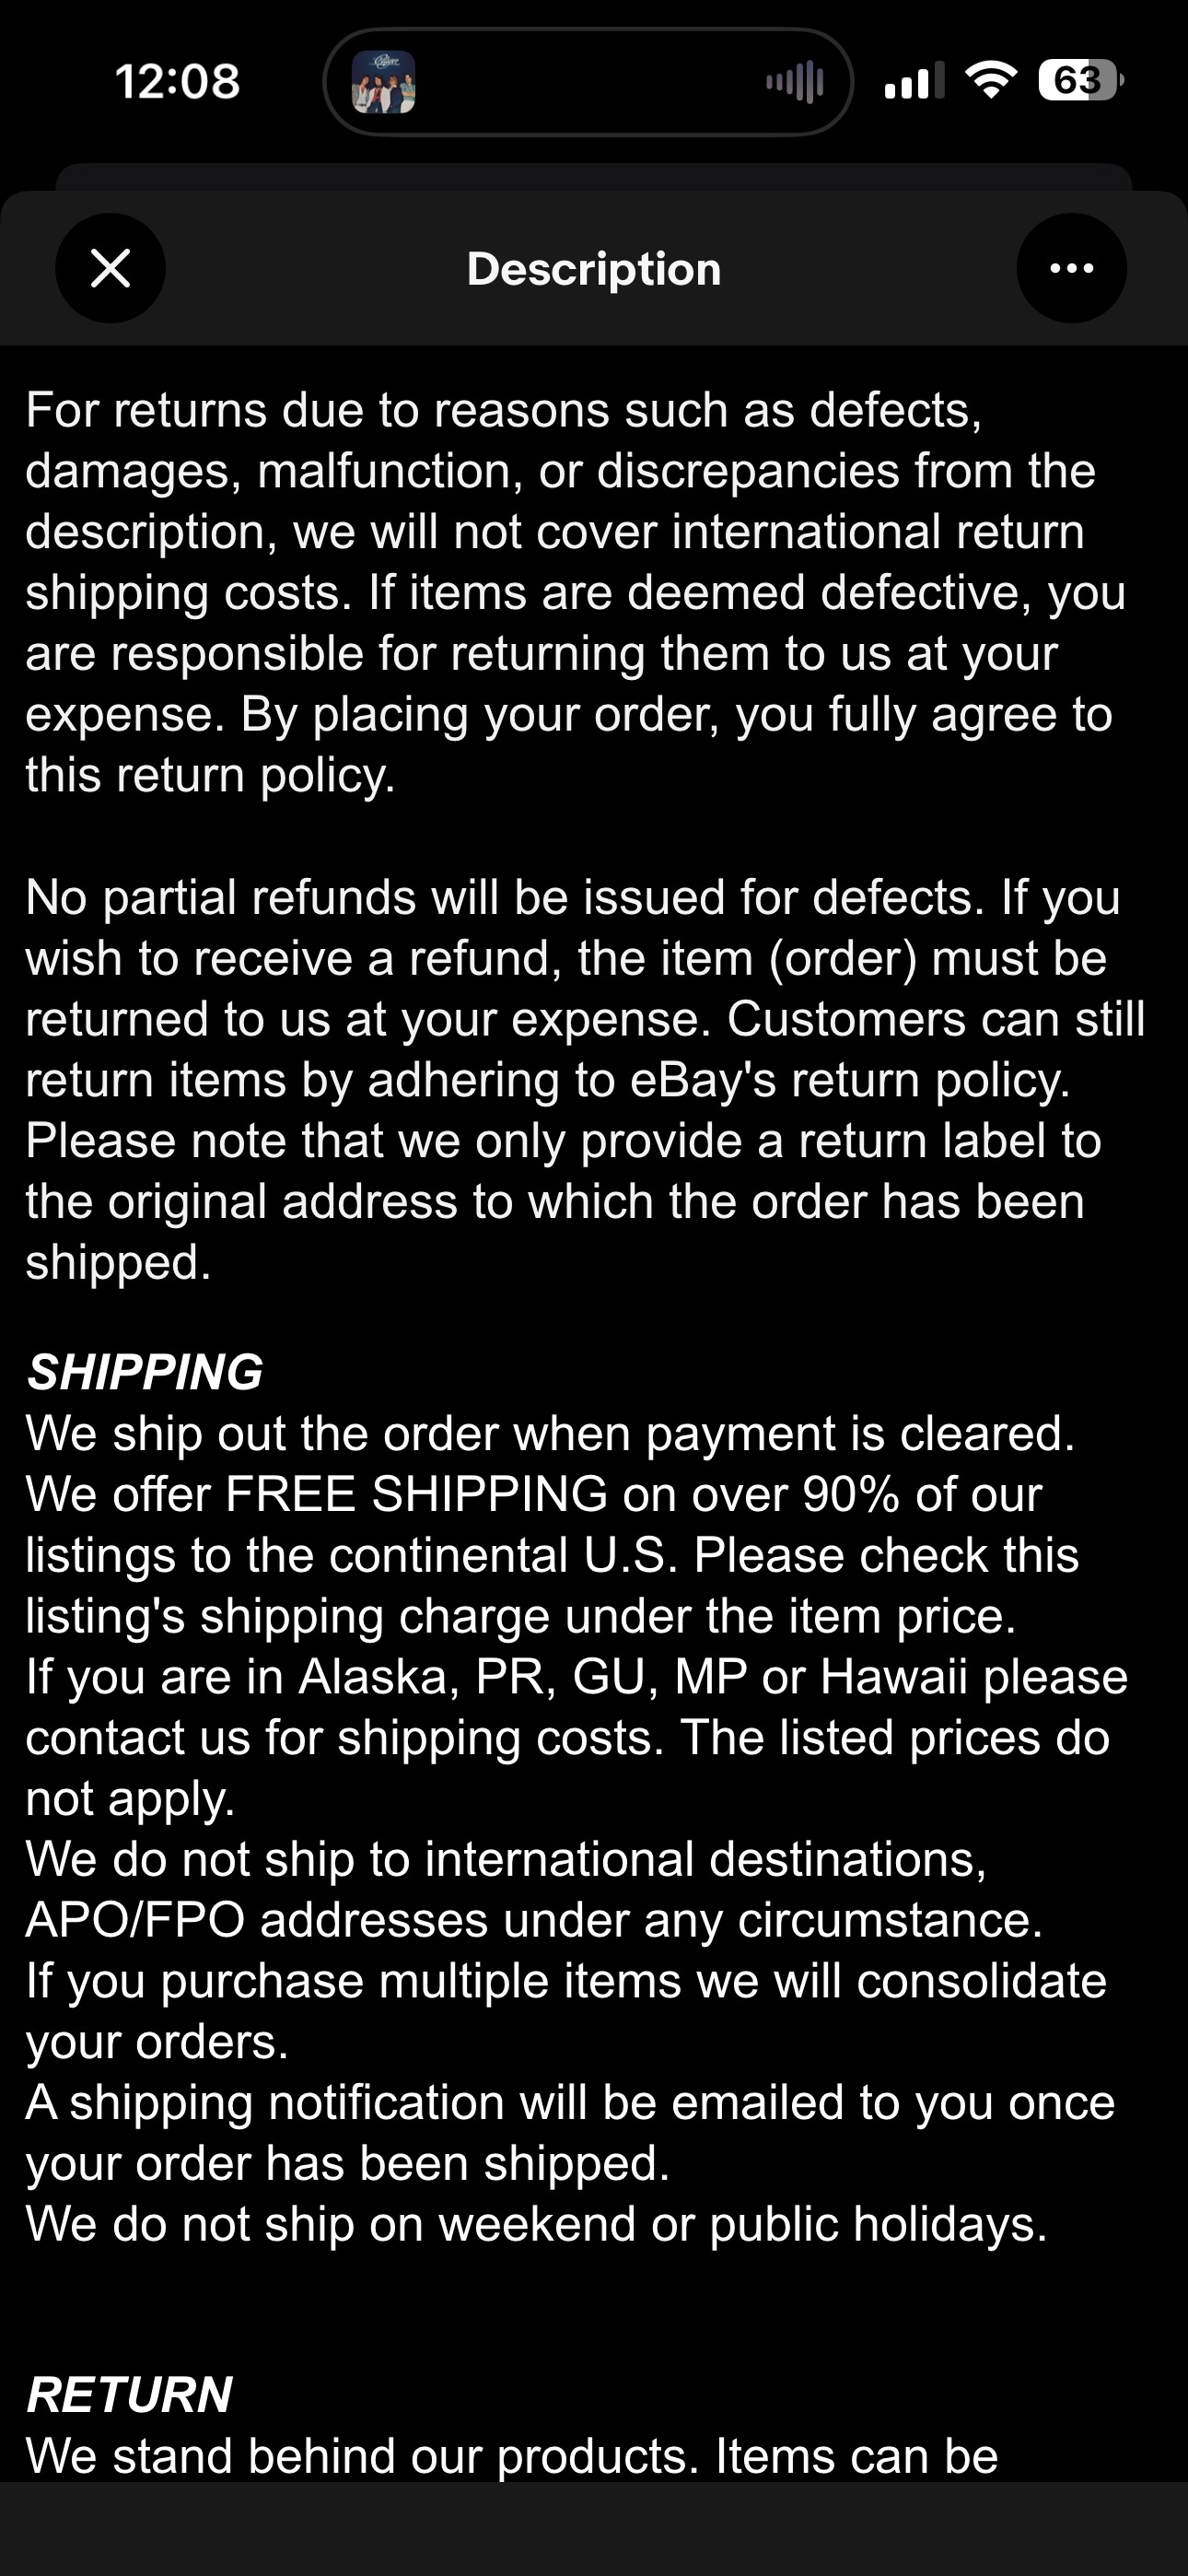 12:08
63
Description
For returns due to reasons such as defects,
damages, malfunction, or discrepancies from the
description, we will not cover international return
shipping costs. If items are deemed defective, you
are responsible for returning them to us at your
expense. By placing your order, you fully agree to
this return policy.
No partial refunds will be issued for defects. If you
wish to receive a refund, the item (order) must be
returned to us at your expense. Customers can still
return items by adhering to eBay's return policy.
Please note that we only provide a return label to
the original address to which the order has been
shipped.
SHIPPING
We ship out the order when payment is cleared.
We offer FREE SHIPPING on over 90% of our
listings to the continental U.S. Please check this
listing's shipping charge under the item price.
If you are in Alaska, PR, GU, MP or Hawaii please
contact us for shipping costs. The listed prices do
not apply.
We do not ship to international destinations,
APO/FPO addresses under any circumstance.
If you purchase multiple items we will consolidate
your orders.
A shipping notification will be emailed to you once
your order has been shipped.
We do not ship on weekend or public holidays.
RETURN
We stand behind our products. Items can be